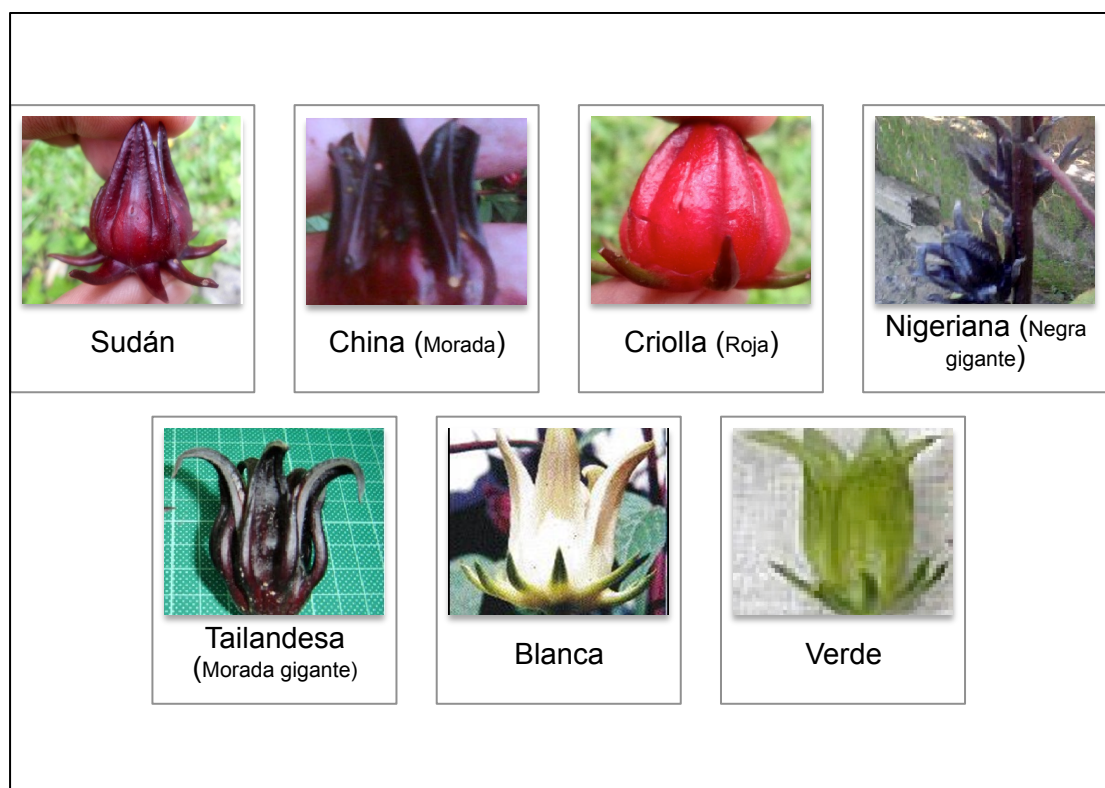 Sudán
China (Morada)
Criolla (Roja)
Nigeriana (Negra
gigante)
Tailandesa
(Morada gigante)
Blanca
Verde